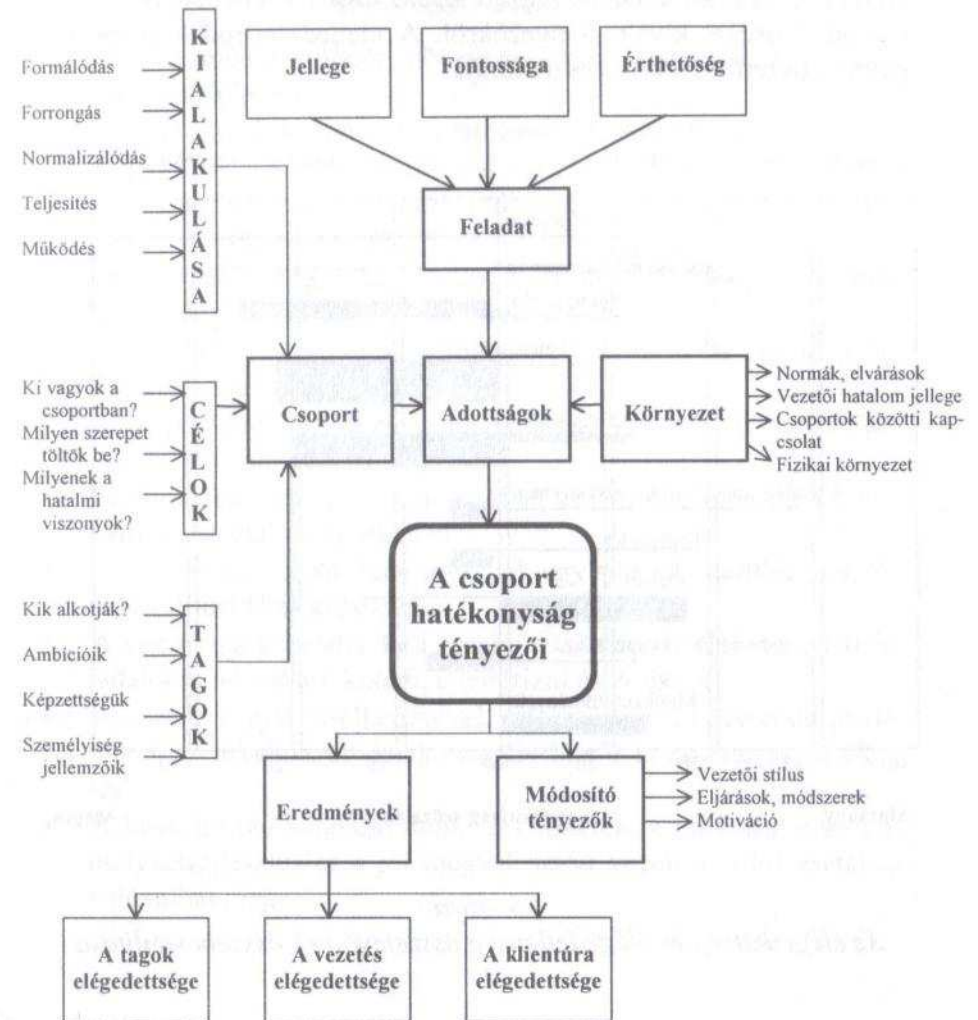 KIALAKULÁSA
Formálódás
Forrongás
Normalizálódás
Teljesítés
Működés
Jellege
Fontossága
Érthetőség
Feladat
Ki vagyok a
csoportban?
Milyen szerepet
töltök be?
Milyenek a
hatalmi
viszonyok?
CÉLOK
Csoport
Adottságok
Környezet
Normák, elvárások
Vezetői hatalom jellege
Csoportok közötti kap-
csolat
Fizikai környezet
A csoport
hatékonyság
tényezői
Kik alkotják?
Ambícióik
Képzettségük
Személyiség
jellemzőik
TAGOK
Eredmények
Módosító
tényezők
Vezetői stílus
Eljárások, módszerek
Motiváció
A tagok
elégedettsége
A vezetés
elégedettsége
A klientúra
elégedettsége